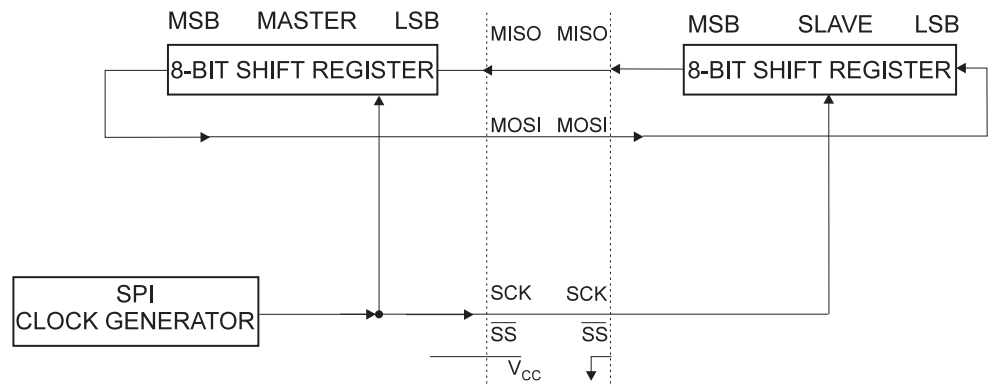 MSB MASTER LSB MISO MISO MSB SLAVE LSB
8-BIT SHIFT REGISTER 8-BIT SHIFT REGISTER
MOSI MOSI
SPI
CLOCK GENERATOR
SCK SCK
SS SS
VCC